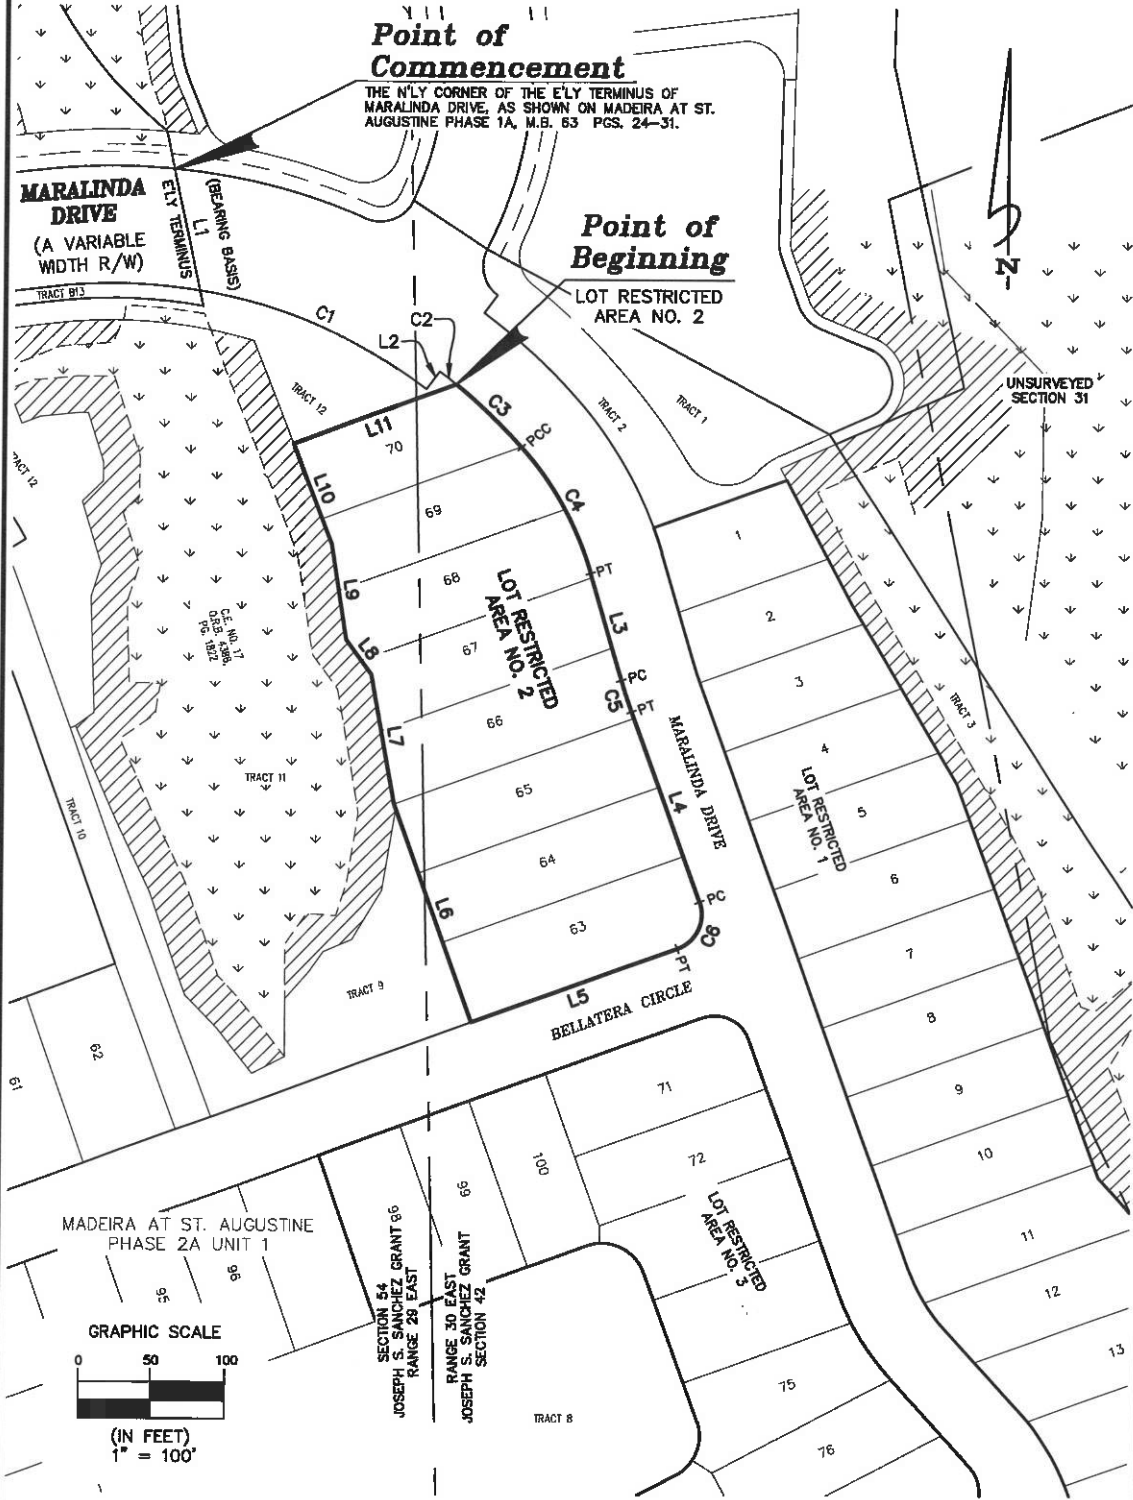 Point of
Commencement
THE N'LY CORNER OF THE E'LY TERMINUS OF
MARALINDA DRIVE, AS SHOWN ON MADEIRA AT ST.
AUGUSTINE PHASE 1A, M.B. 63 PGS. 24-31.
MARALINDA
DRIVE
(A VARIABLE
WIDTH R/W)
E'LY TERMINUS
L1
(BEARING BASIS)
TRACT B13
Point of
Beginning
LOT RESTRICTED
AREA NO. 2
N
UNSURVEYED
SECTION 31
C1
C2
L2
TRACT 12
L11
C3
PCC
TRACT 2
TRACT 1
70
L10
69
C4
1
68
PT
L9
LOT RESTRICTED
AREA NO. 2
2
C.E. NO. 17
O.R.B. 4386,
PG. 1822
L8
67
L3
3
PC
C5
PT
TRACT 3
66
L7
MARALINDA DRIVE
4
LOT RESTRICTED
AREA NO. 1
TRACT 11
65
L4
5
TRACT 10
64
6
L6
PC
63
C6
PT
7
TRACT 9
L5
BELLATERA CIRCLE
8
62
61
71
9
100
72
10
99
98
LOT RESTRICTED
AREA NO. 3
MADEIRA AT ST. AUGUSTINE
PHASE 2A UNIT 1
96
95
11
12
SECTION 54
JOSEPH S. SANCHEZ GRANT
RANGE 29 EAST
RANGE 30 EAST
JOSEPH S. SANCHEZ GRANT
SECTION 42
GRAPHIC SCALE
0 50 100
(IN FEET)
1" = 100'
13
75
TRACT 8
76